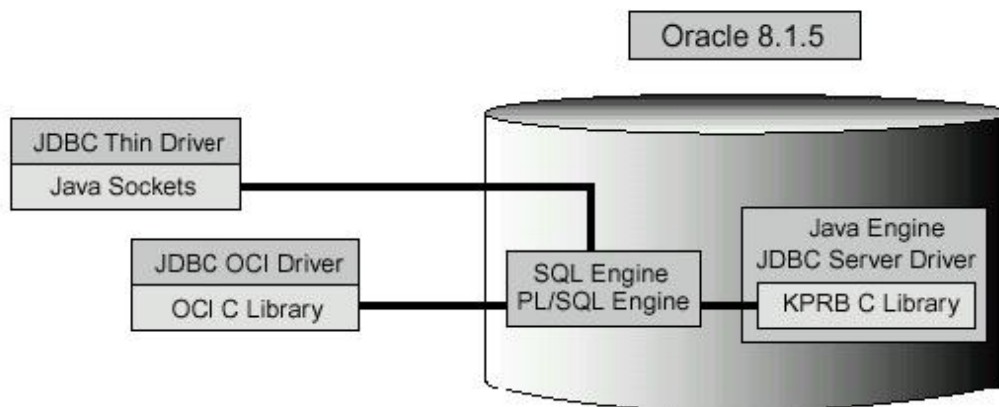 Oracle 8.1.5
JDBC Thin Driver
Java Sockets
JDBC OCI Driver
OCI C Library
SQL Engine
PL/SQL Engine
Java Engine
JDBC Server Driver
KPRB C Library